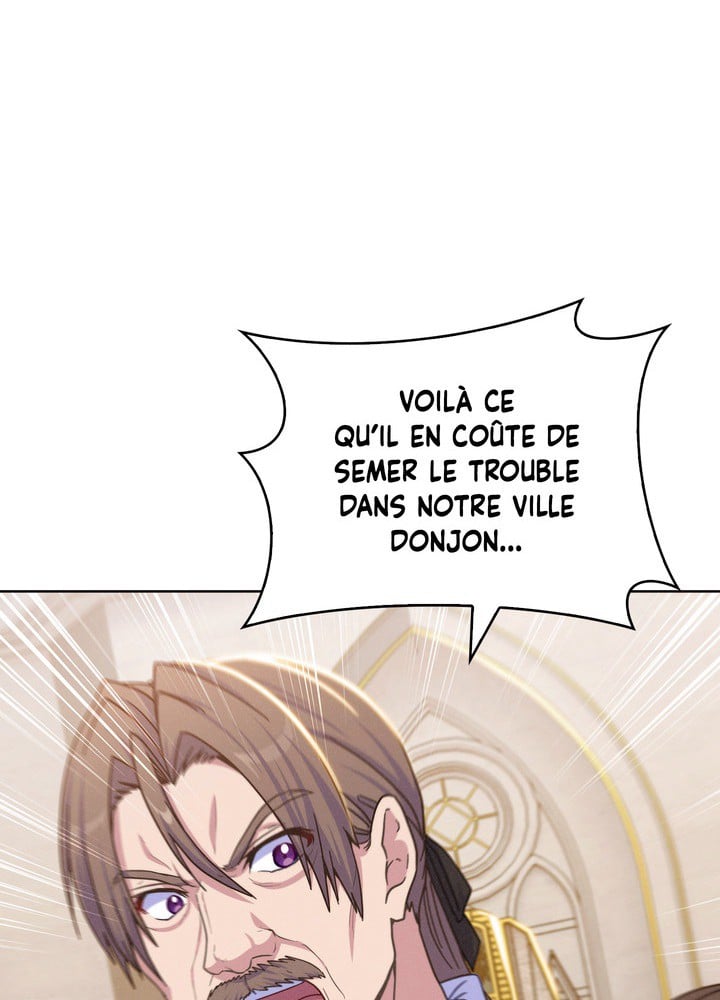 VOILÀ CE
QU'IL EN COÛTE DE
SEMER LE TROUBLE
DANS NOTRE VILLE
DONJON...